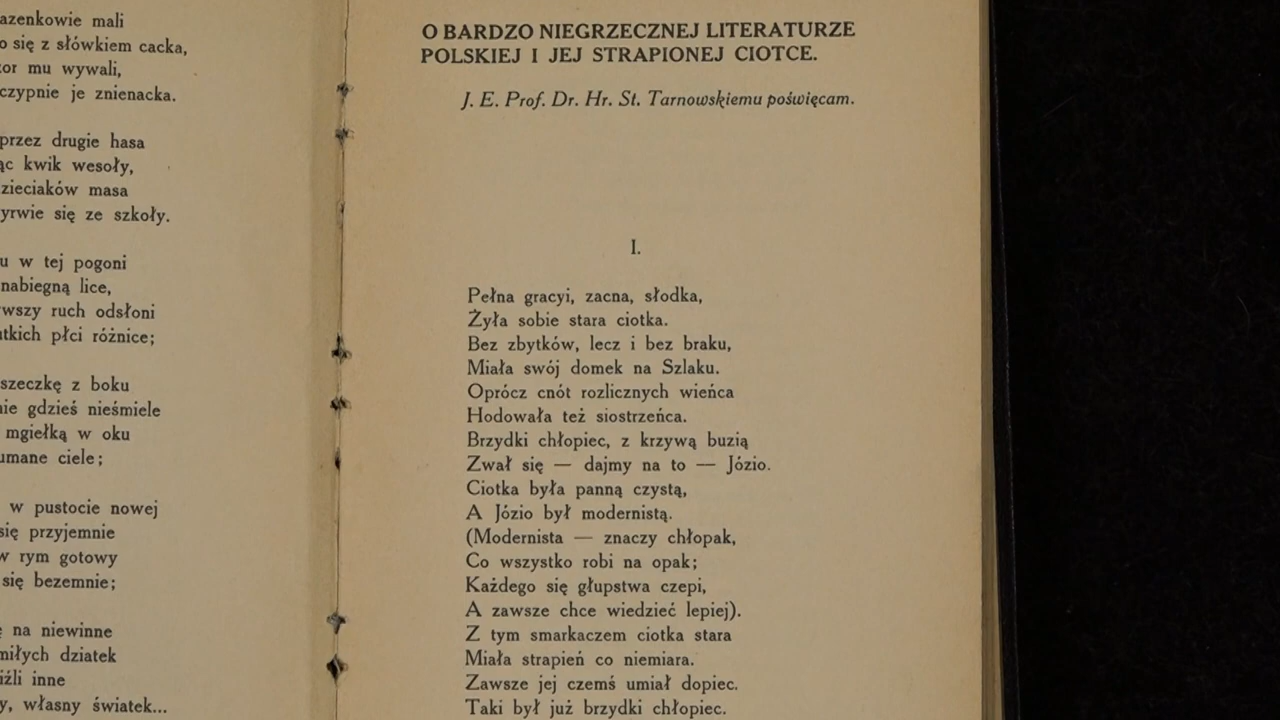 azenkowie mali
o się z słówkiem cacka,
mu wywali,
czypnie je znienacka.
przez drugie hasa
kwik wesoły,
zieciaków masa
yrwie się ze szkoły.
u w tej pogoni
nabiegną lice,
wszy ruch odsłoni
tkich płci różnice;
szeczkę z boku
nie gdzieś nieśmiele
mgiełką w oku
umane ciele;
w pustocie nowej
się przyjemnie
w rym gotowy
się bezemnie;
na niewinne
miłych dziatek
iźli inne
y, własny światek...
O BARDZO NIEGRZECZNEJ LITERATURZE
POLSKIEJ I JEJ STRAPIONEJ CIOTCE.
J. E. Prof. Dr. Hr. St. Tarnowskiemu poświęcam.
I.
Pełna gracyi, zacna, słodka,
Żyła sobie stara ciotka.
Bez zbytków, lecz i bez braku,
Miała swój domek na Szlaku.
Oprócz cnót rozlicznych wieńca
Hodowała też siostrzeńca.
Brzydki chłopiec, z krzywą buzią
Zwał się — dajmy na to — Józio.
Ciotka była panną czystą,
A Józio był modernistą.
(Modernista — znaczy chłopak,
Co wszystko robi na opak;
Każdego się głupstwa czepi,
A zawsze chce wiedzieć lepiej).
Z tym smarkaczem ciotka stara
Miała strapień co niemiara.
Zawsze jej czemś umiał dopiec.
Taki był już brzydki chłopiec.